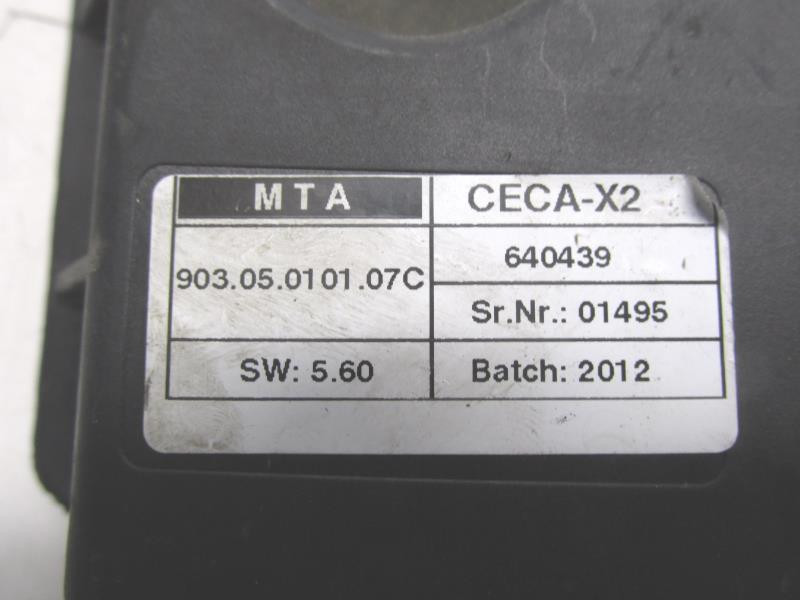 MTA
CECA-X2
903.05.0101.07C
640439
Sr.Nr.: 01495
SW: 5.60
Batch: 2012